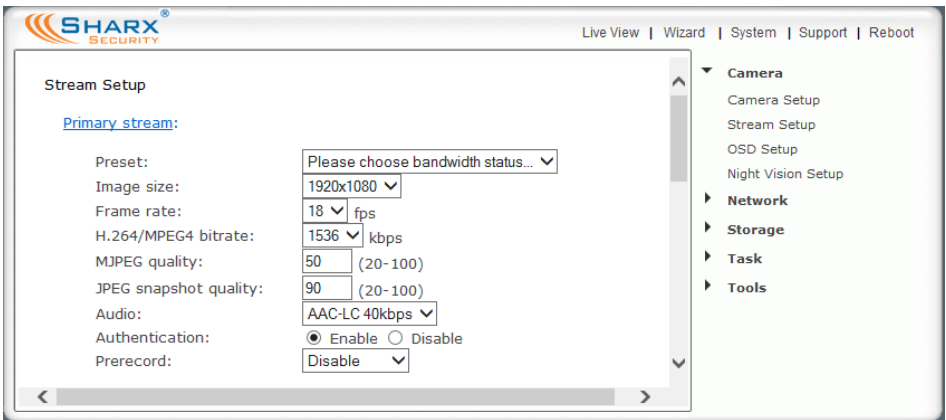 SHARX®
SECURITY
Live View | Wizard | System | Support | Reboot
Stream Setup
Primary stream:
Preset: Please choose bandwidth status...
Image size: 1920x1080
Frame rate: 18 fps
H.264/MPEG4 bitrate: 1536 kbps
MJPEG quality: 50 (20-100)
JPEG snapshot quality: 90 (20-100)
Audio: AAC-LC 40kbps
Authentication: Enable Disable
Prerecord: Disable
Camera
Camera Setup
Stream Setup
OSD Setup
Night Vision Setup
Network
Storage
Task
Tools